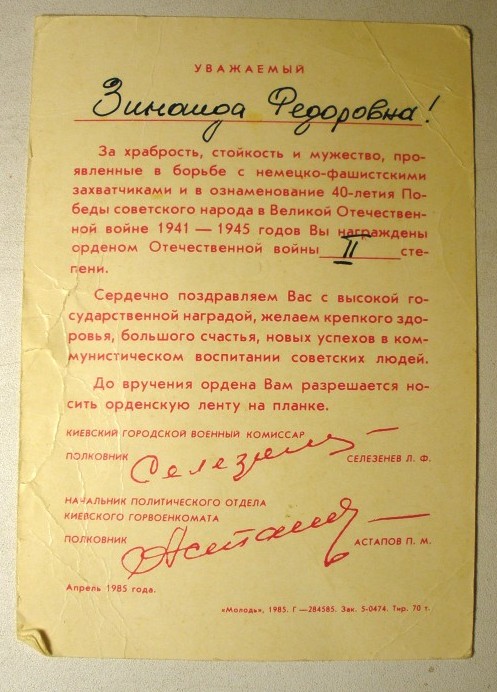 УВАЖАЕМЫЙ
Зинаида Федоровна!
За храбрость, стойкость и мужество, про-
явленные в борьбе с немецко-фашистскими
захватчиками и в ознаменование 40-летия По-
беды советского народа в Великой Отечествен-
ной войне 1941 — 1945 годов Вы награждены
орденом Отечественной войны II сте-
пени.
Сердечно поздравляем Вас с высокой го-
сударственной наградой, желаем крепкого здо-
ровья, большого счастья, новых успехов в ком-
мунистическом воспитании советских людей.
До вручения ордена Вам разрешается но-
сить орденскую ленту на планке.
КИЕВСКИЙ ГОРОДСКОЙ ВОЕННЫЙ КОМИССАР
ПОЛКОВНИК СЕЛЕЗЕНЕВ Л. Ф.
НАЧАЛЬНИК ПОЛИТИЧЕСКОГО ОТДЕЛА
КИЕВСКОГО ГОРВОЕНКОМАТА
ПОЛКОВНИК АСТАПОВ П. М.
Апрель 1985 года.
«Молодь», 1985. Г — 284585. Зак. 5-0474. Тир. 70 т.